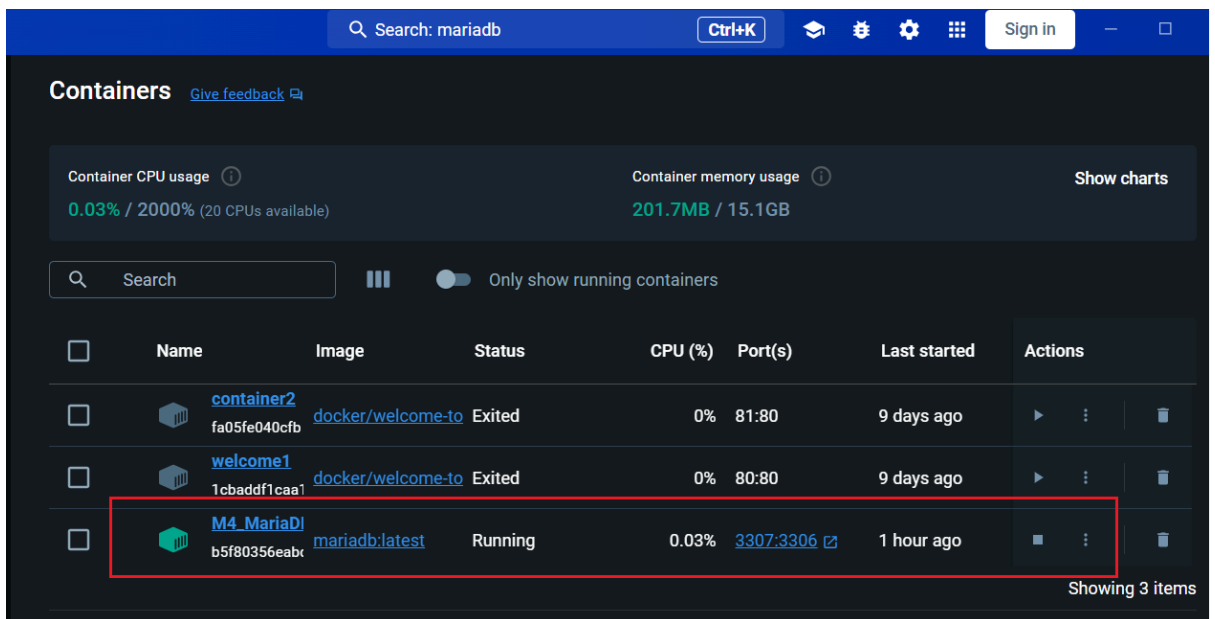 Search: mariadb Ctrl+K Sign in
Containers Give feedback
Container CPU usage Container memory usage Show charts
0.03% / 2000% (20 CPUs available) 201.7MB / 15.1GB
Search Only show running containers
Name Image Status CPU (%) Port(s) Last started Actions
container2
fa05fe040cfb docker/welcome-to Exited 0% 81:80 9 days ago
welcome1
1cbaddf1caa1 docker/welcome-to Exited 0% 80:80 9 days ago
M4_MariaDI
b5f80356eab mariadb:latest Running 0.03% 3307:3306 1 hour ago
Showing 3 items